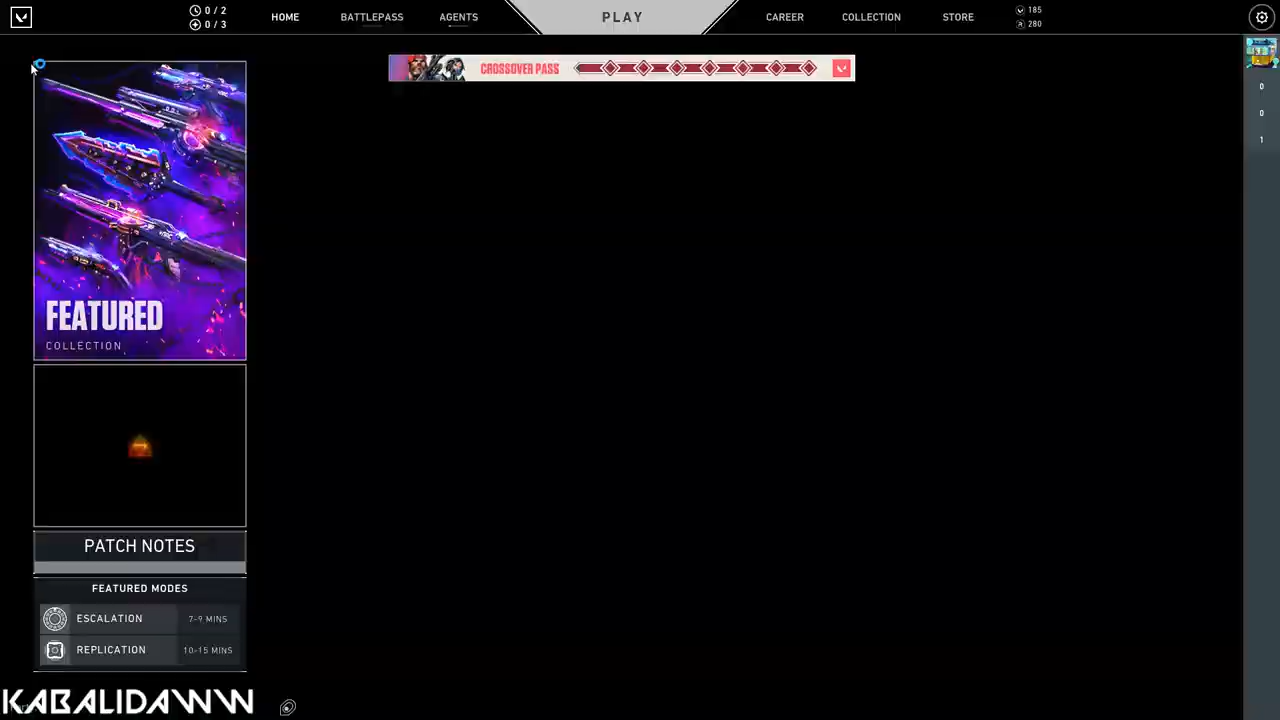 0 / 2
0 / 3
HOME
BATTLEPASS
AGENTS
PLAY
CAREER
COLLECTION
STORE
185
280
CROSSOVER PASS
0
0
1
FEATURED
COLLECTION
PATCH NOTES
FEATURED MODES
ESCALATION 7-9 MINS
REPLICATION 10-15 MINS
KABALIDAWW